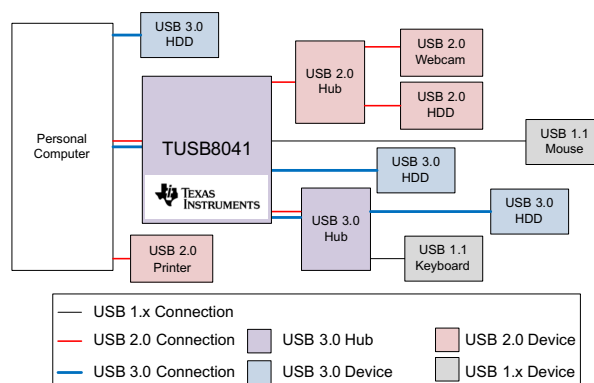 USB 3.0
HDD
USB 2.0
Hub
USB 2.0
Webcam
USB 2.0
HDD
Personal
Computer
TUSB8041
TEXAS
INSTRUMENTS
USB 1.1
Mouse
USB 3.0
HDD
USB 3.0
Hub
USB 3.0
HDD
USB 2.0
Printer
USB 1.1
Keyboard
USB 1.x Connection
USB 2.0 Connection
USB 3.0 Hub
USB 2.0 Device
USB 3.0 Connection
USB 3.0 Device
USB 1.x Device